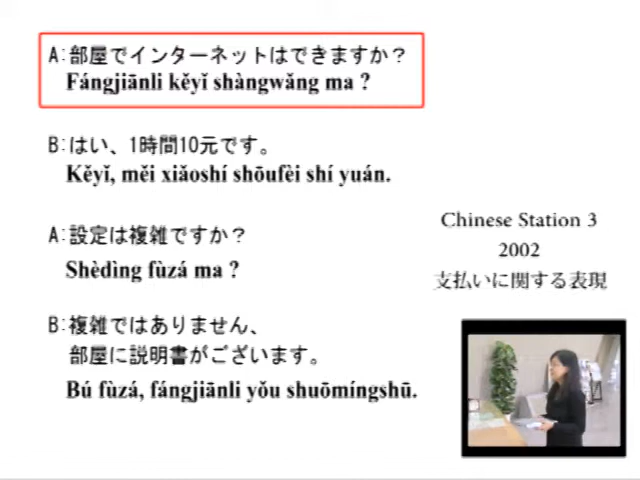 A:部屋でインターネットはできますか？
Fángjiānli kěyǐ shàngwǎng ma ?
B:はい、1時間10元です。
Kěyǐ, měi xiǎoshí shōufèi shí yuán.
A:設定は複雑ですか？
Shèdìng fùzá ma ?
B:複雑ではありません、
部屋に説明書がございます。
Bú fùzá, fángjiānli yǒu shuōmíngshū.
Chinese Station 3
2002
支払いに関する表現